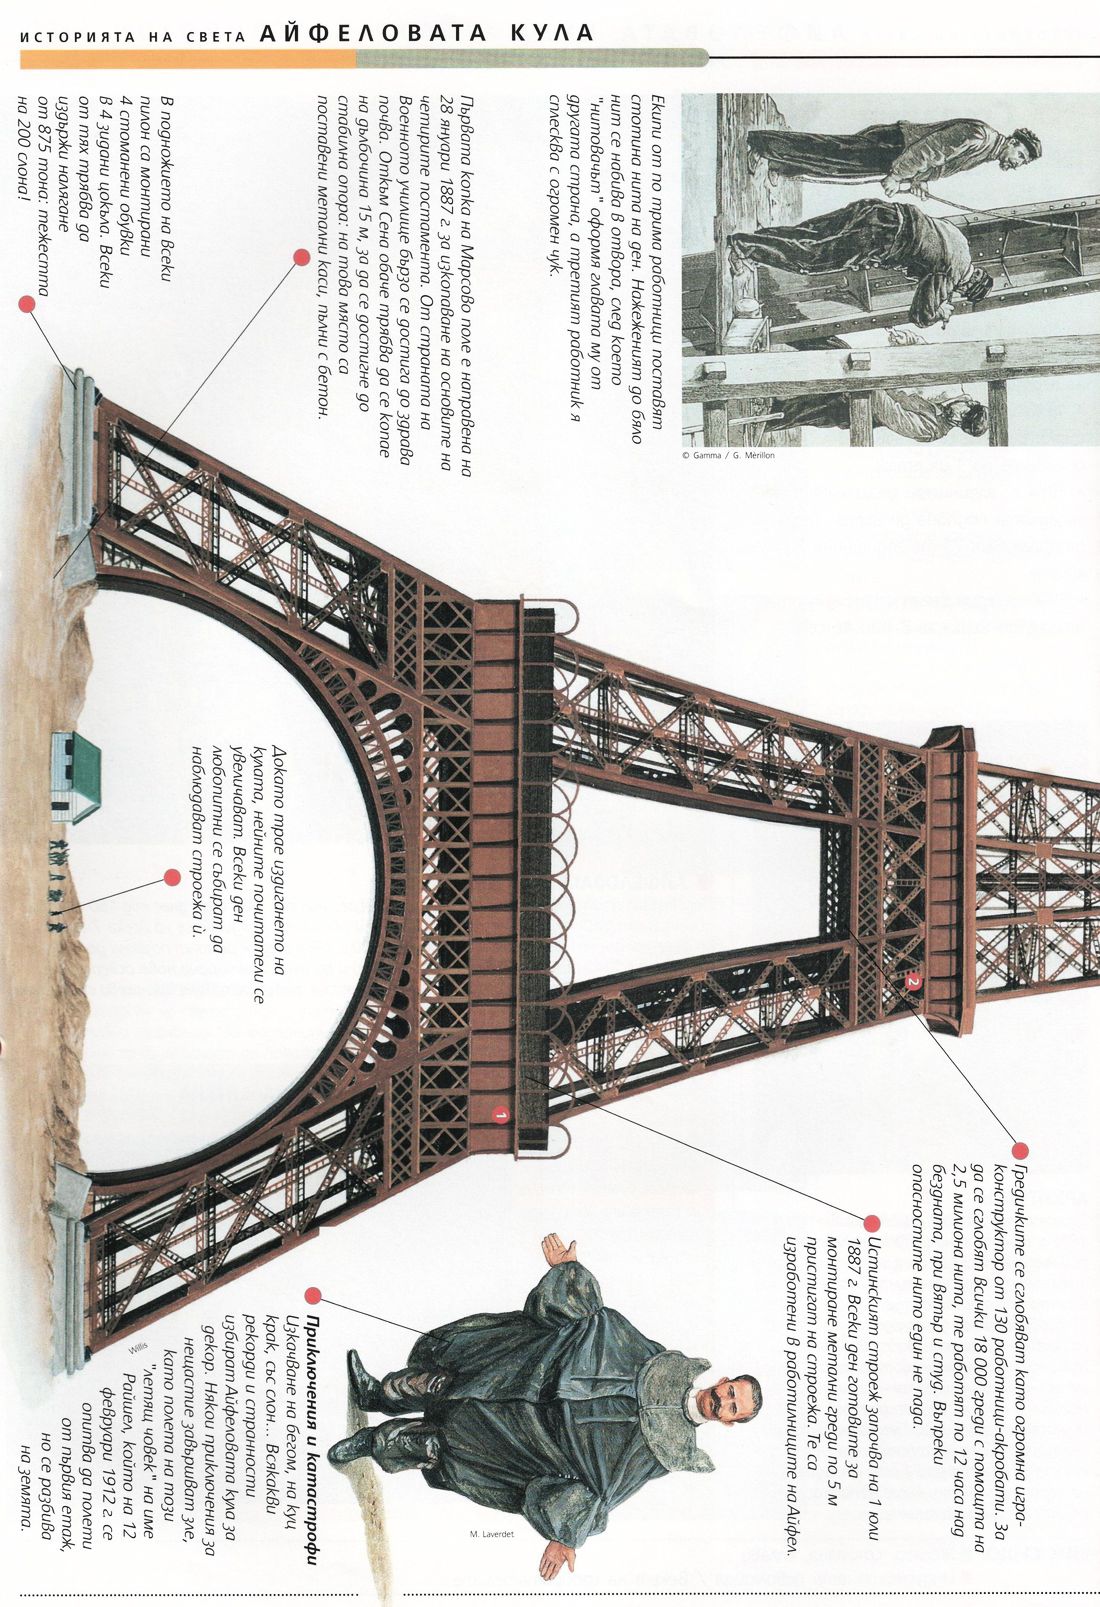 ИСТОРИЯТА НА СВЕТА АЙФЕЛОВАТА КУЛА
Екипи от по трима работници поставят
стотина нита на ден. Нажеженият до бяло
нит се набива в отвора, след което
"нитовачът" оформя главата му от
другата страна, а третият работник я
сплесква с огромен чук.
© Gamma / G. Mérillon
Първата копка на Марсово поле е направена на
28 януари 1887 г. за изкопаване на основите на
четирите постамента. От страната на
Военното училище бързо се достига до здрава
почва. Откъм Сена обаче трябва да се копае
на дълбочина 15 м, за да се достигне до
стабилна опора: на това място са
поставени метални каси, пълни с бетон.
В подножието на всеки
пилон са монтирани
4 стоманени обувки
в 4 зидани цокъла. Всеки
от тях трябва да
издържи налягане
от 875 тона: тежестта
на 200 слона!
Докато трае издигането на
кулата, нейните почитатели се
увеличават. Всеки ден
любопитни се събират да
наблюдават строежа ѝ.
2
1
Гредичките се сглобяват като огромна игра-
конструктор от 130 работници-акробати. За
да се сглобят всички 18 000 греди с помощта на
2,5 милиона нита, те работят по 12 часа над
бездната, при вятър и студ. Въпреки
опасностите нито един не пада.
Истинският строеж започва на 1 юли
1887 г. Всеки ден готовите за
монтиране метални греди по 5 м
пристигат на строежа. Те са
изработени в работилниците на Айфел.
Приключения и катастрофи
Изкачване на бегом, на куц
крак, със слон... Всякакви
рекорди и странности
избират Айфеловата кула за
декор. Някои приключения за
нещастие завършват зле,
като полета на този
"летящ човек" на име
Райшел, който на 12
февруари 1912 г. се
опитва да полети
от първия етаж,
но се разбива
на земята.
Willis
M. Laverdet